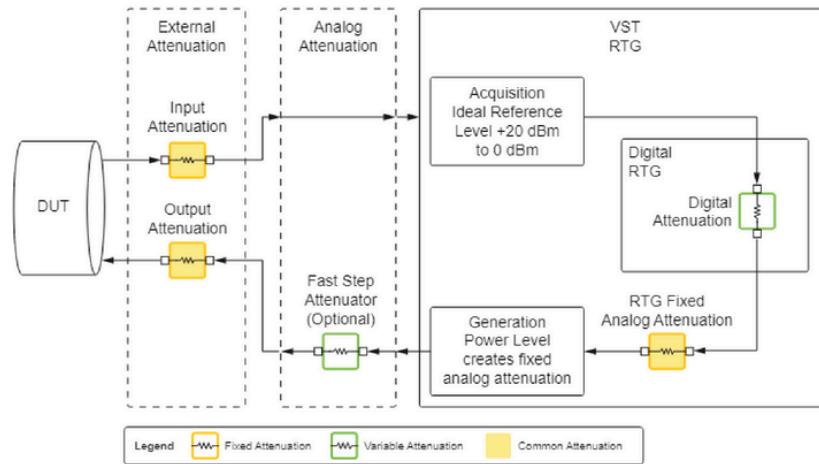 External
Attenuation
Analog
Attenuation
VST
RTG
Input
Attenuation
Acquisition
Ideal Reference
Level +20 dBm
to 0 dBm
Digital
RTG
DUT
Output
Attenuation
Digital
Attenuation
Fast Step
Attenuator
(Optional)
Generation
Power Level
creates fixed
analog attenuation
RTG Fixed
Analog Attenuation
Legend
Fixed Attenuation
Variable Attenuation
Common Attenuation